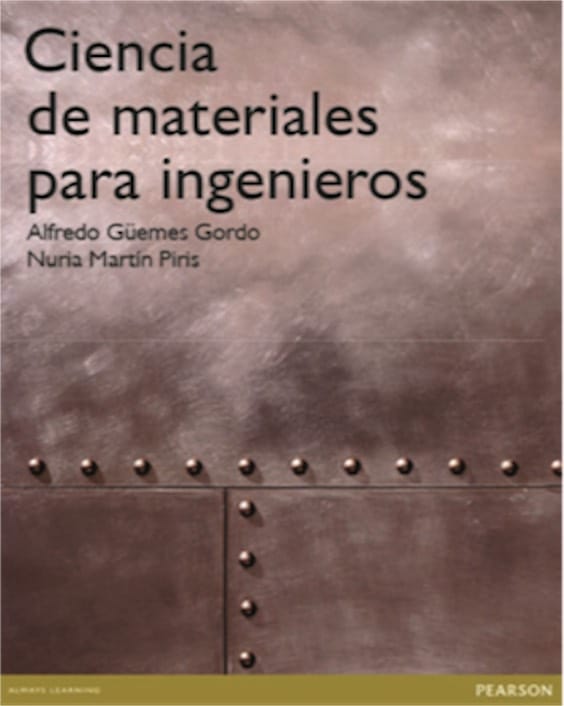 Ciencia
de materiales
para ingenieros
Alfredo Güemes Gordo
Nuria Martín Piris
ALWAYS LEARNING
PEARSON